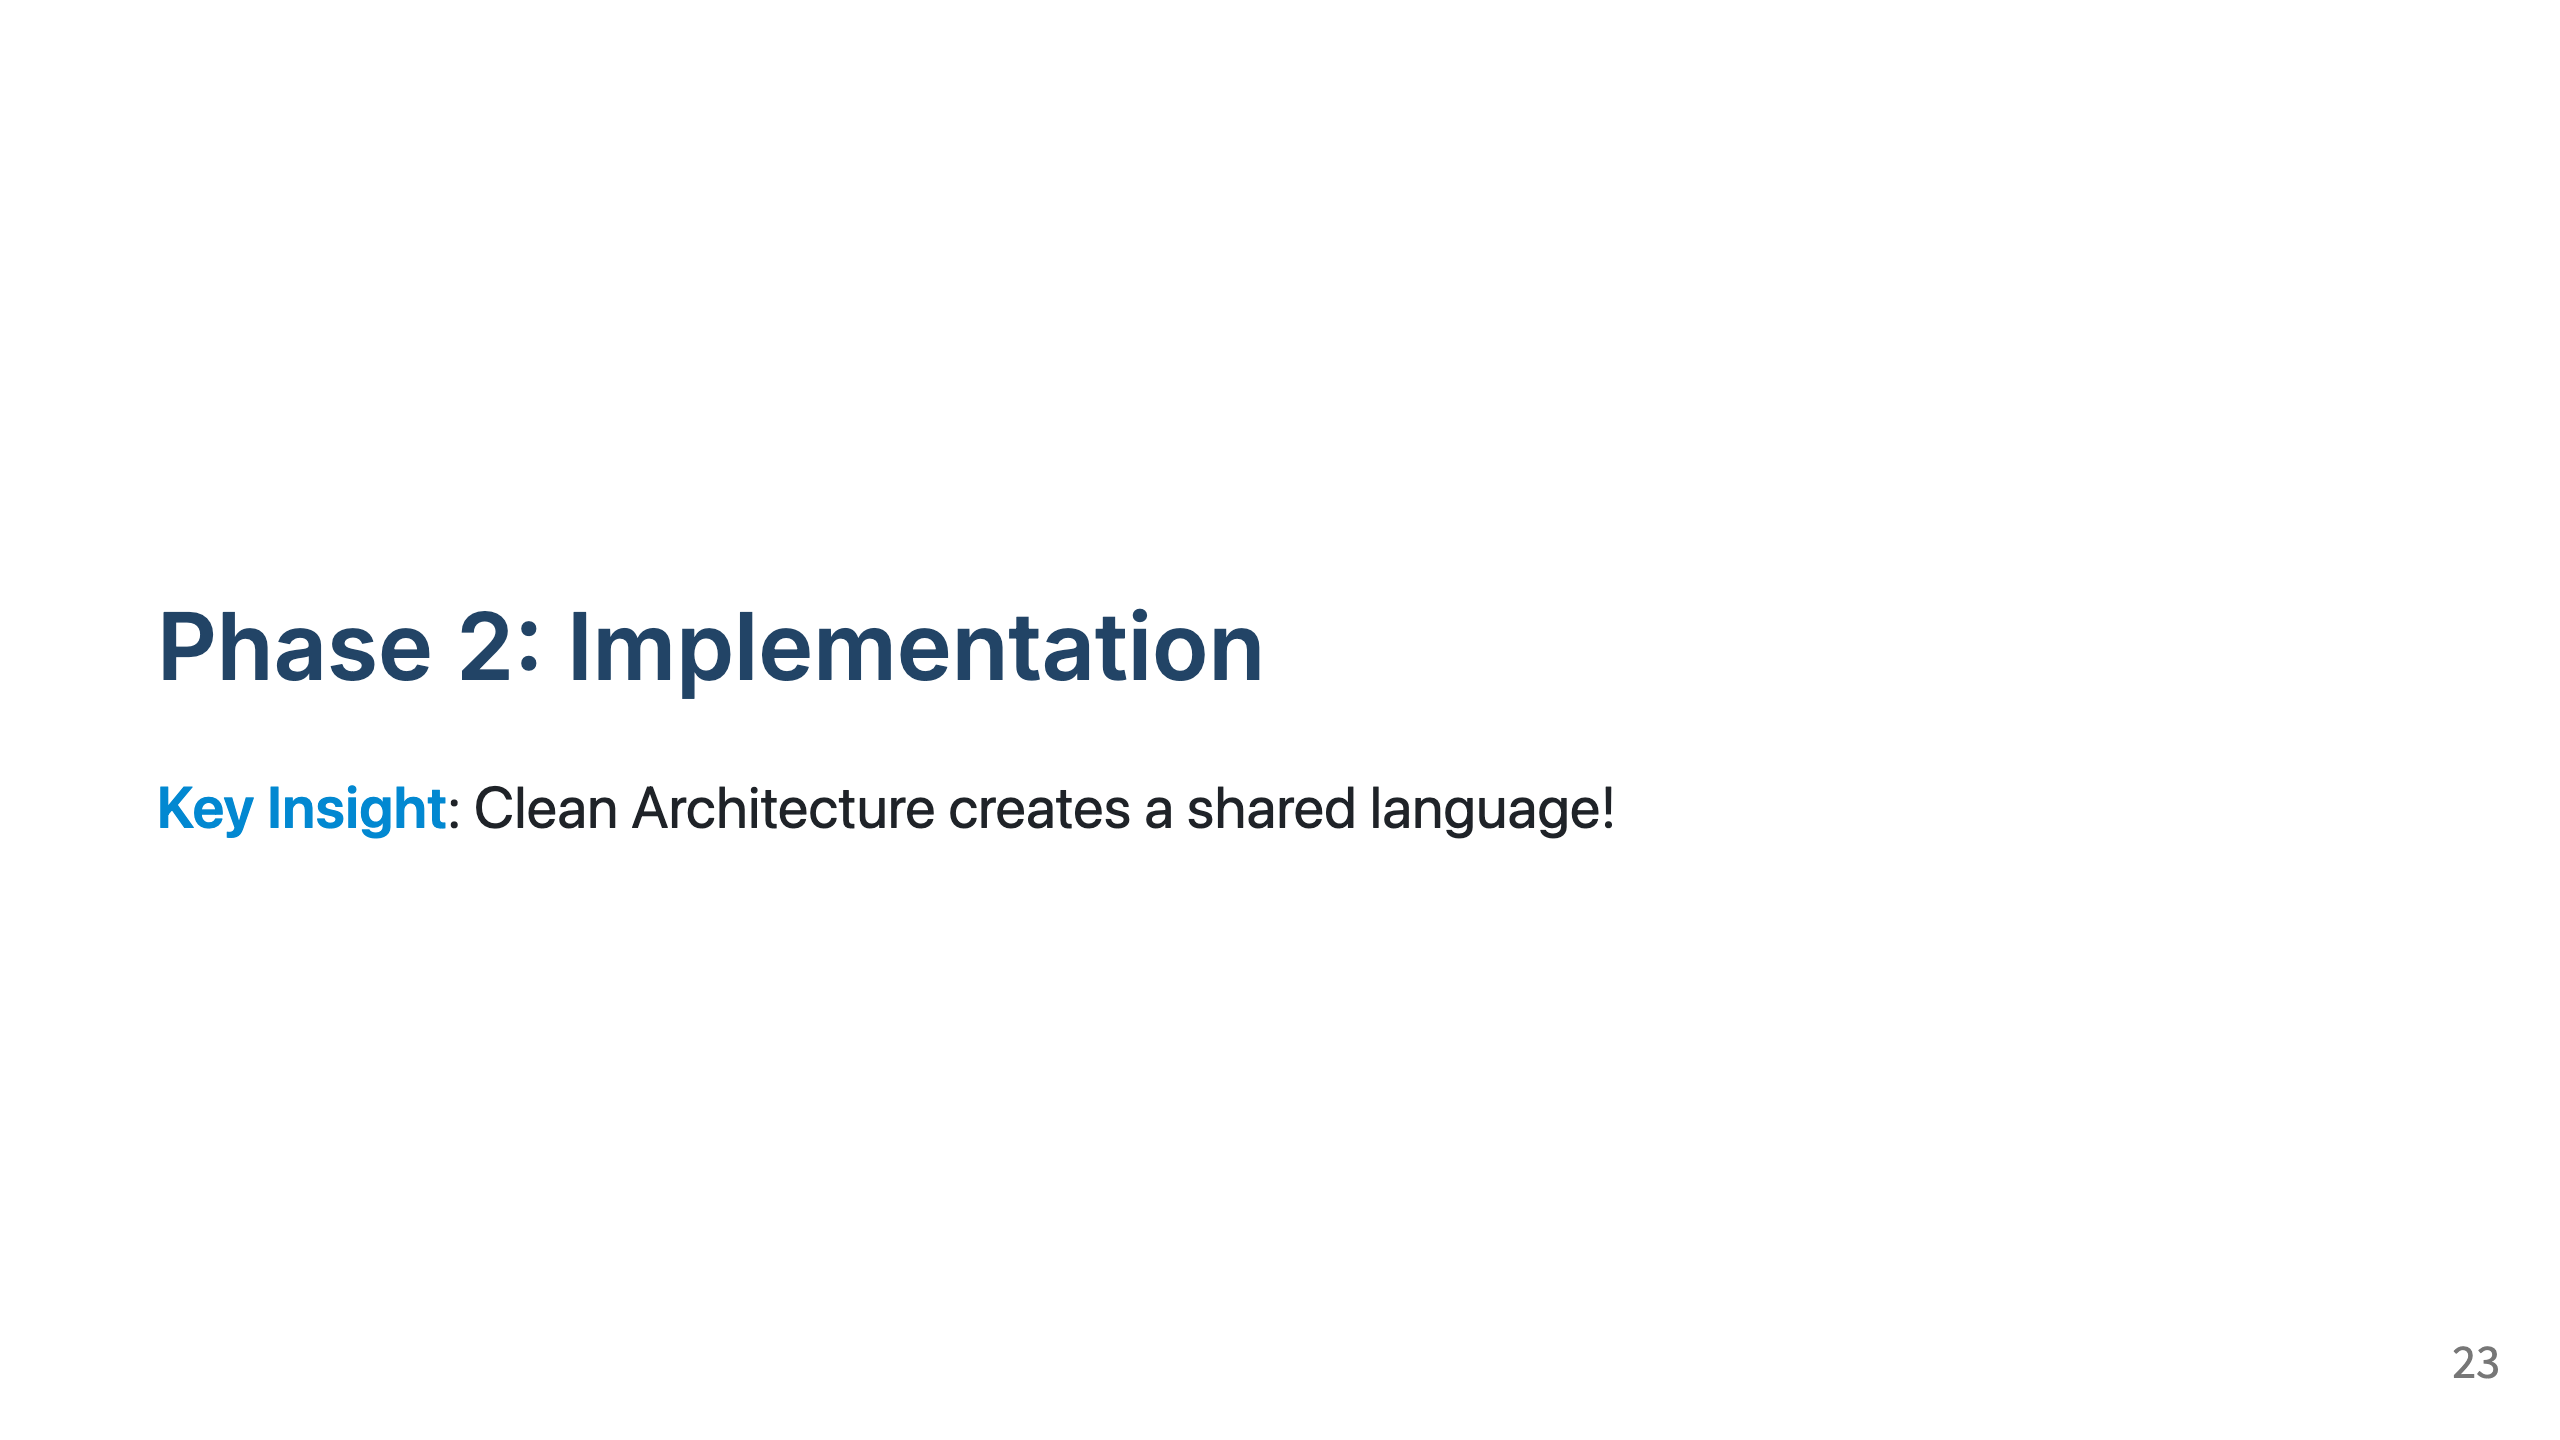 Phase 2: Implementation
Key Insight: Clean Architecture creates a shared language!
23